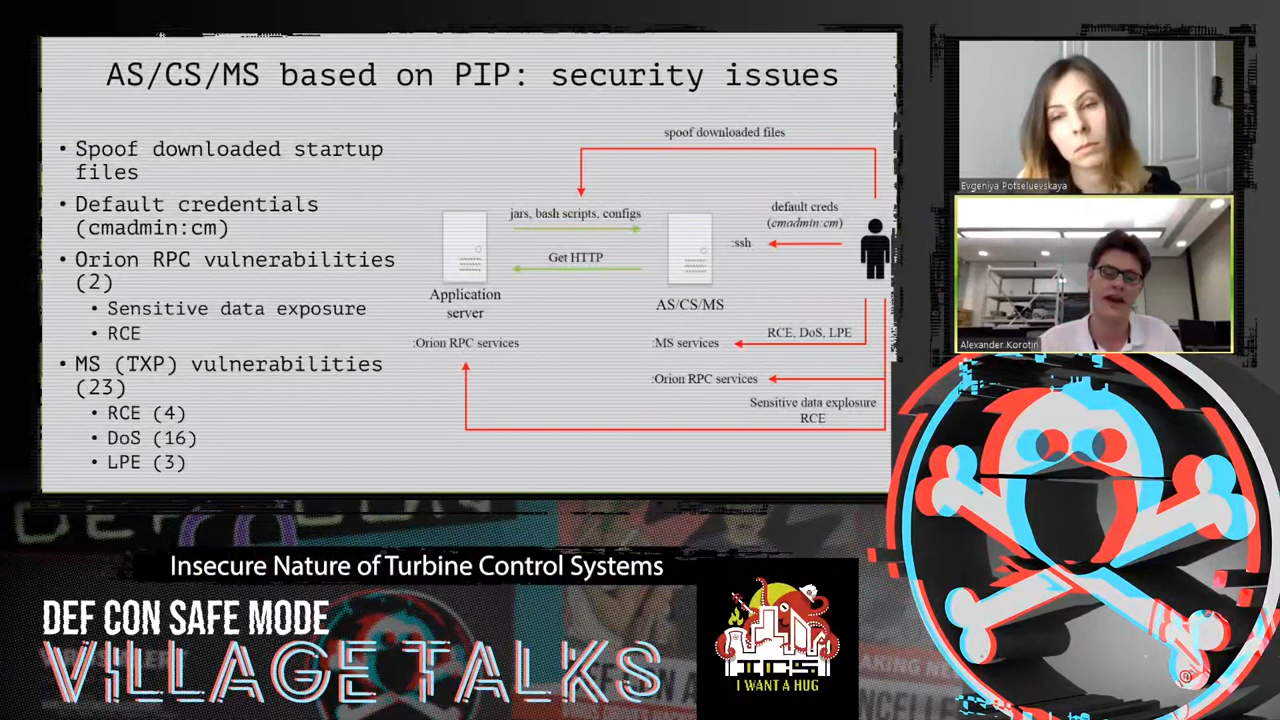 AS/CS/MS based on PIP: security issues
• Spoof downloaded startup
files
• Default credentials
(cmadmin:cm)
• Orion RPC vulnerabilities
(2)
• Sensitive data exposure
• RCE
• MS (TXP) vulnerabilities
(23)
• RCE (4)
• DoS (16)
• LPE (3)
spoof downloaded files
jars, bash scripts, configs
Get HTTP
default creds
(cmadmin:cm)
:ssh
Application
server
AS/CS/MS
:Orion RPC services
:MS services
RCE, DoS, LPE
:Orion RPC services
Sensitive data explosure
RCE
Evgeniya Potseluevskaya
Alexander Korotin
Insecure Nature of Turbine Control Systems
DEF CON SAFE MODE
VILLAGE TALKS
ICS
I WANT A HUG
®